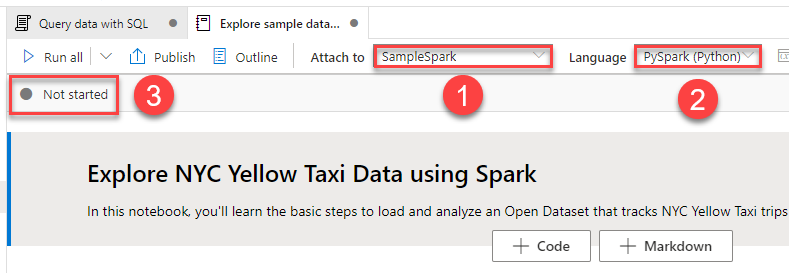 Query data with SQL
Explore sample data...
Run all
Publish
Outline
Attach to
SampleSpark
Language
PySpark (Python)
Not started
3
1
2
Explore NYC Yellow Taxi Data using Spark
In this notebook, you'll learn the basic steps to load and analyze an Open Dataset that tracks NYC Yellow Taxi trips
+ Code
+ Markdown